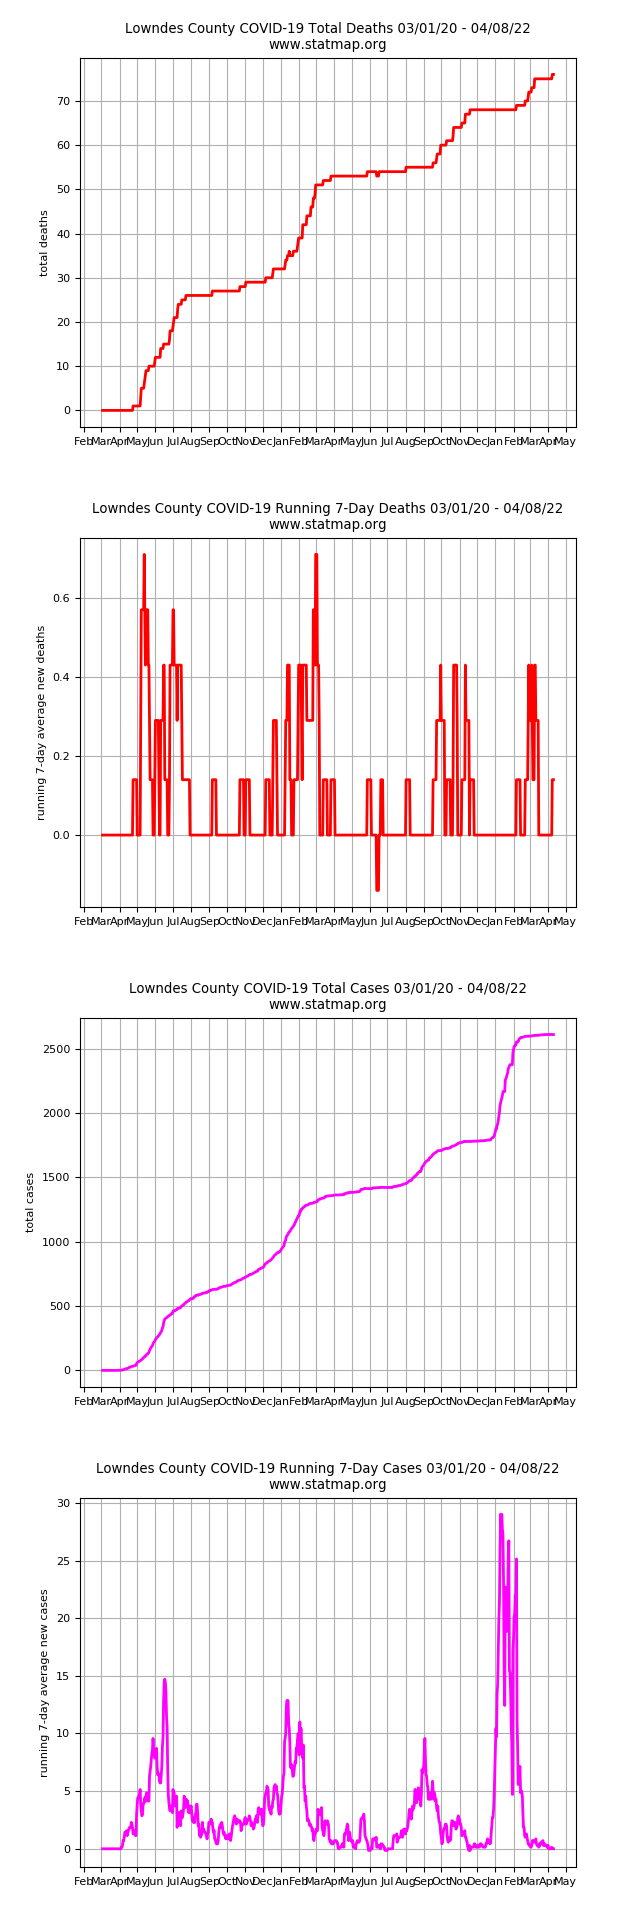 Lowndes County COVID-19 Total Deaths 03/01/20 - 04/08/22
www.statmap.org
total deaths
70
60
50
40
30
20
10
0
Feb Mar Apr May Jun Jul Aug Sep Oct Nov Dec Jan Feb Mar Apr May Jun Jul Aug Sep Oct Nov Dec Jan Feb Mar Apr May
Lowndes County COVID-19 Running 7-Day Deaths 03/01/20 - 04/08/22
www.statmap.org
running 7-day average new deaths
0.6
0.4
0.2
0.0
Feb Mar Apr May Jun Jul Aug Sep Oct Nov Dec Jan Feb Mar Apr May Jun Jul Aug Sep Oct Nov Dec Jan Feb Mar Apr May
Lowndes County COVID-19 Total Cases 03/01/20 - 04/08/22
www.statmap.org
total cases
2500
2000
1500
1000
500
0
Feb Mar Apr May Jun Jul Aug Sep Oct Nov Dec Jan Feb Mar Apr May Jun Jul Aug Sep Oct Nov Dec Jan Feb Mar Apr May
Lowndes County COVID-19 Running 7-Day Cases 03/01/20 - 04/08/22
www.statmap.org
running 7-day average new cases
30
25
20
15
10
5
0
Feb Mar Apr May Jun Jul Aug Sep Oct Nov Dec Jan Feb Mar Apr May Jun Jul Aug Sep Oct Nov Dec Jan Feb Mar Apr May